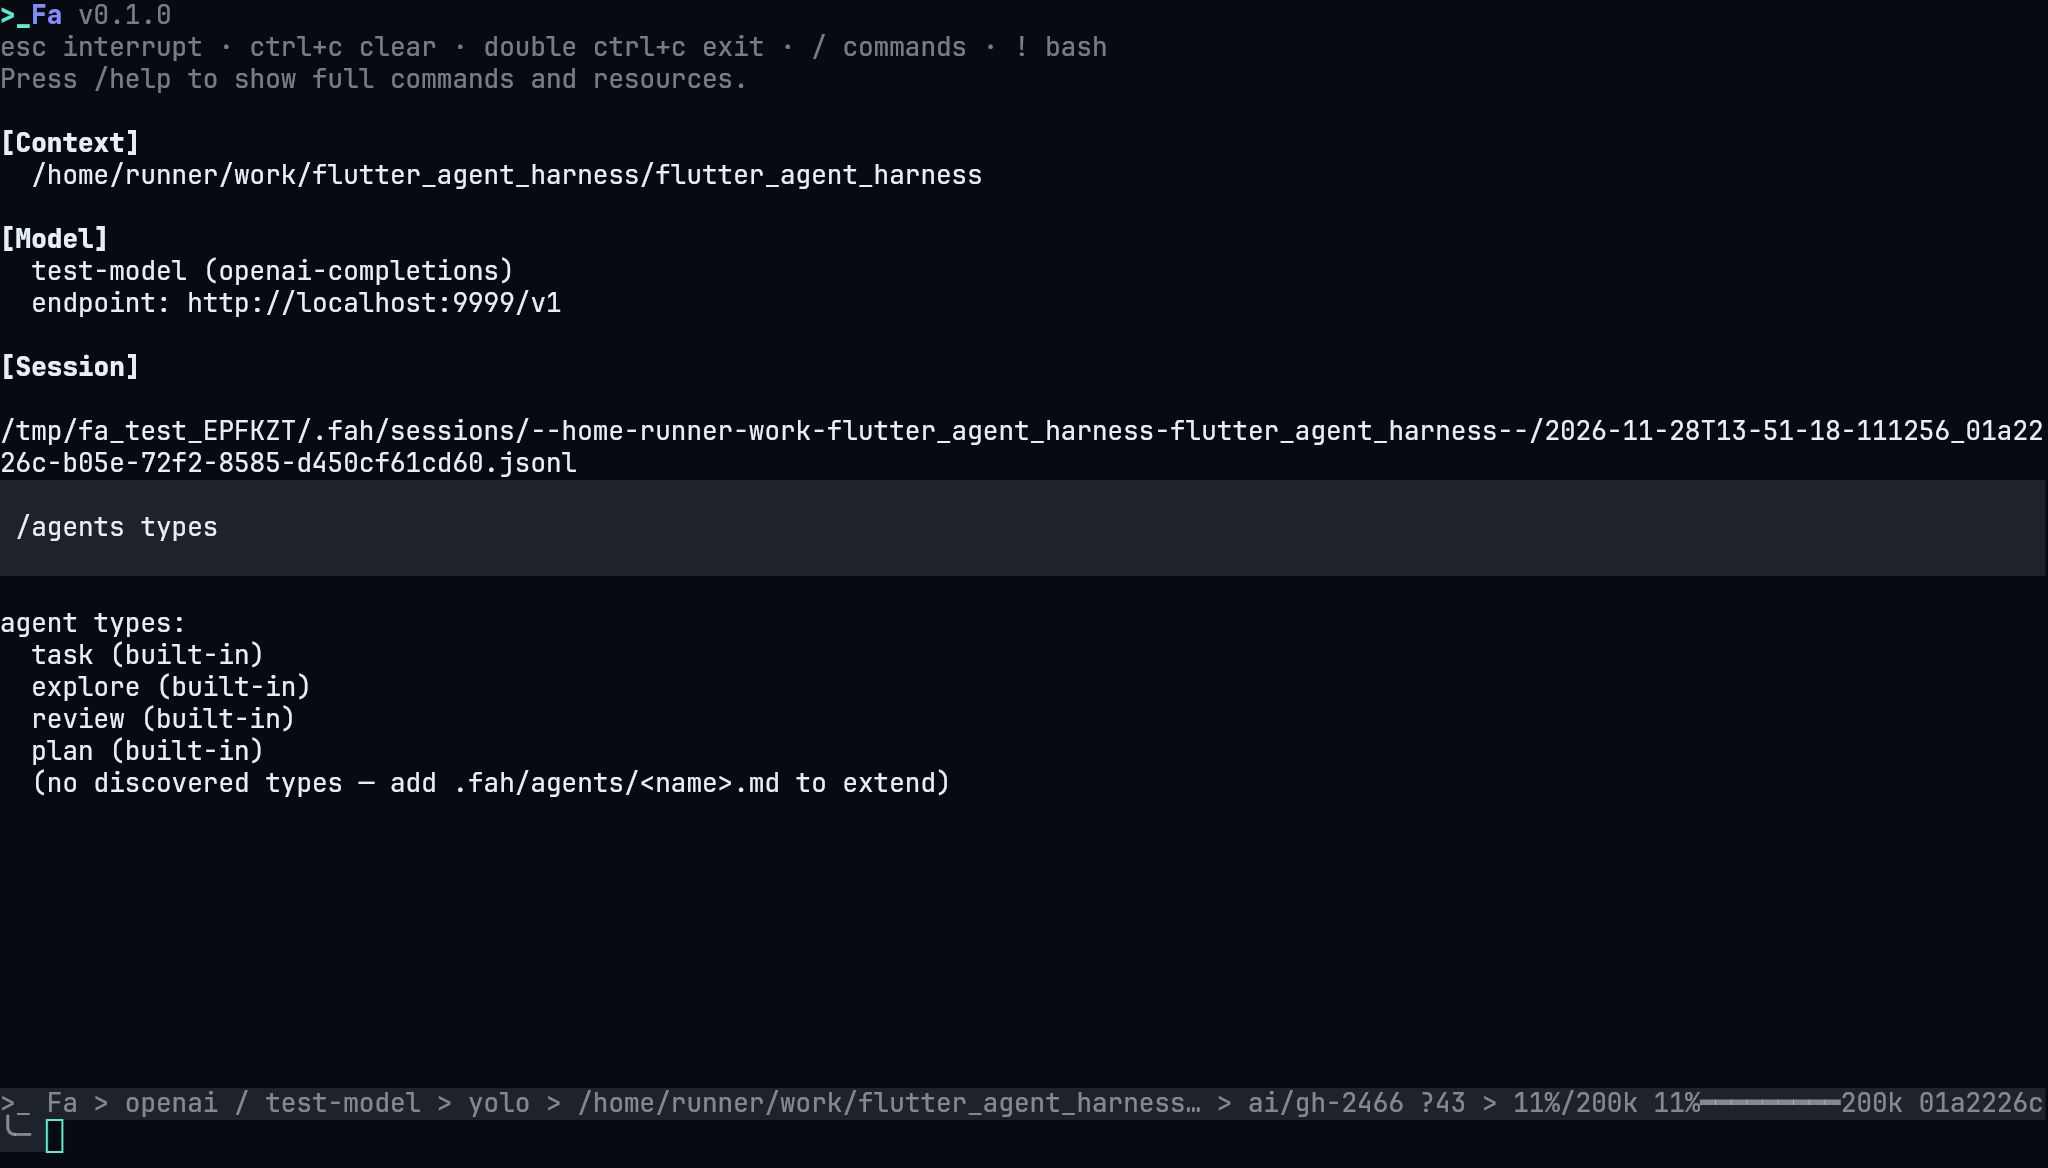 >_Fa v0.1.0
esc interrupt · ctrl+c clear · double ctrl+c exit · / commands · ! bash
Press /help to show full commands and resources.
[Context]
/home/runner/work/flutter_agent_harness/flutter_agent_harness
[Model]
test-model (openai-completions)
endpoint: http://localhost:9999/v1
[Session]
/tmp/fa_test_EPFKZT/.fah/sessions/--home-runner-work-flutter_agent_harness-flutter_agent_harness--/2026-11-28T13-51-18-111256_01a22
26c-b05e-72f2-8585-d450cf61cd60.jsonl
/agents types
agent types:
task (built-in)
explore (built-in)
review (built-in)
plan (built-in)
(no discovered types — add .fah/agents/<name>.md to extend)
>_ Fa > openai / test-model > yolo > /home/runner/work/flutter_agent_harness… > ai/gh-2466 ?43 > 11%/200k 11%━━━━━━━━━200k 01a2226c